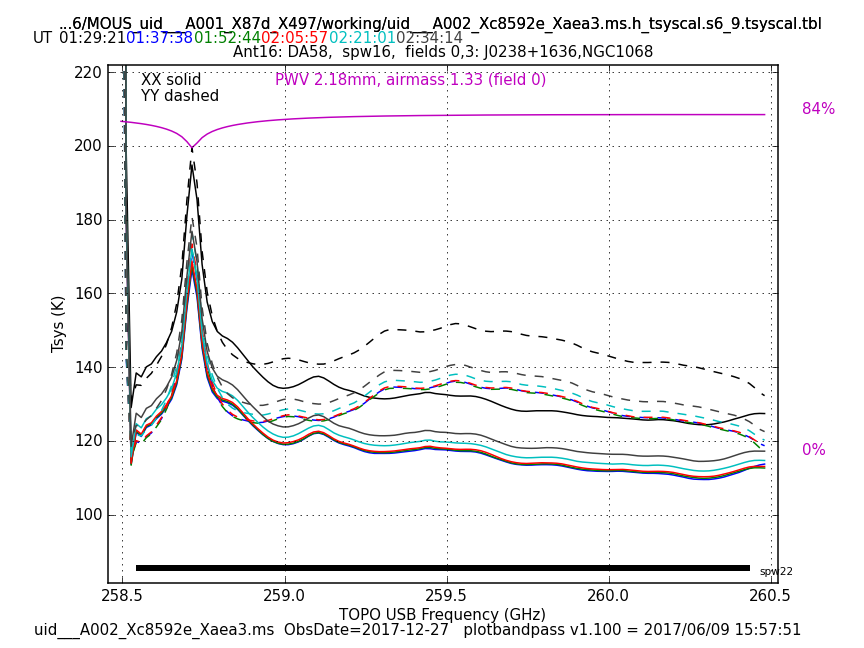 ...6/MOUS_uid___A001_X87d_X497/working/uid___A002_Xc8592e_Xaea3.ms.h_tsyscal.s6_9.tsyscal.tbl
UT 01:29:21 01:37:38 01:52:44 02:05:57 02:21:01 02:34:14
Ant16: DA58, spw16, fields 0,3: J0238+1636,NGC1068
XX solid
PWV 2.18mm, airmass 1.33 (field 0)
YY dashed
84%
0%
Tsys (K)
220
200
180
160
140
120
100
spw22
258.5 259.0 259.5 260.0 260.5
TOPO USB Frequency (GHz)
uid___A002_Xc8592e_Xaea3.ms ObsDate=2017-12-27 plotbandpass v1.100 = 2017/06/09 15:57:51